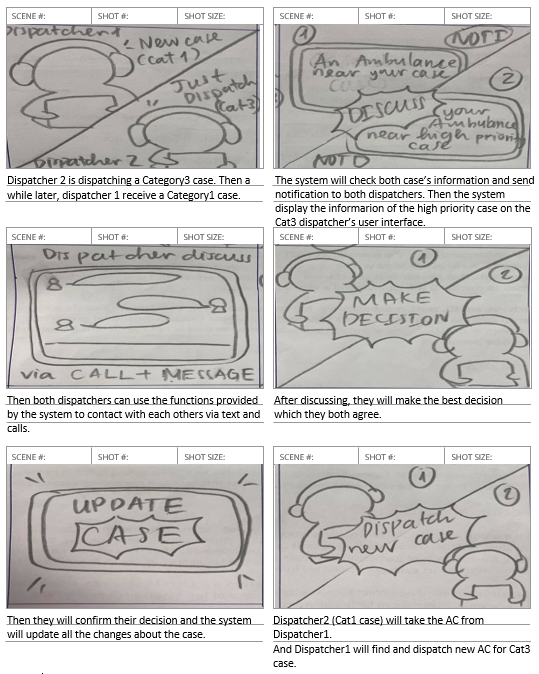 SCENE #: SHOT #: SHOT SIZE: SCENE #: SHOT #: SHOT SIZE:
Dispatcher 1
New case
(cat 1)
Just
Dispatch
(cat3)
Dispatcher 2
Dispatcher 2 is dispatching a Category3 case. Then a
while later, dispatcher 1 receive a Category1 case.
1
NOTI
An Ambulance
near your case
2
DISCUSS
your
Ambulance
near high priority
case
The system will check both case's information and send
notification to both dispatchers. Then the system
display the informarion of the high priority case on the
Cat3 dispatcher's user interface.
SCENE #: SHOT #: SHOT SIZE: SCENE #: SHOT #: SHOT SIZE:
Dispatcher discuss
via CALL + MESSAGE
Then both dispatchers can use the functions provided
by the system to contact with each others via text and
calls.
1
2
MAKE
DECISION
After discussing, they will make the best decision
which they both agree.
SCENE #: SHOT #: SHOT SIZE: SCENE #: SHOT #: SHOT SIZE:
UPDATE
CASE
Then they will confirm their decision and the system
will update all the changes about the case.
1
2
Dispatch
new case
Dispatcher2 (Cat1 case) will take the AC from
Dispatcher1.
And Dispatcher1 will find and dispatch new AC for Cat3
case.